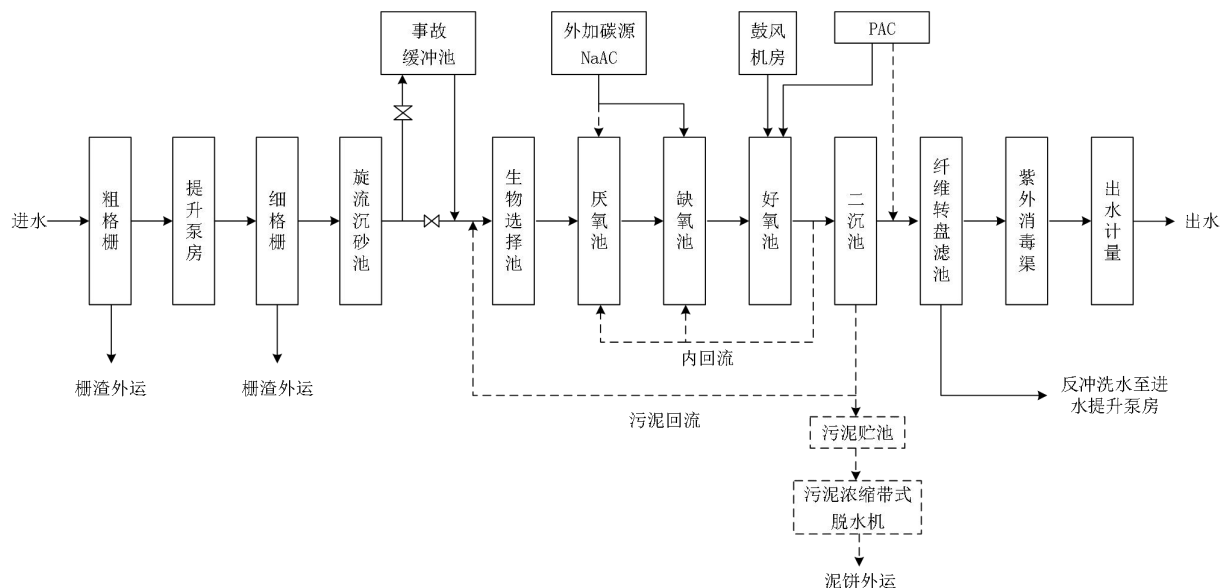 事故
缓冲池
外加碳源
NaAC
鼓风
机房
PAC
进水
粗格栅
提升泵房
细格栅
旋流沉砂池
生物选择池
厌氧池
缺氧池
好氧池
二沉池
纤维转盘滤池
紫外消毒渠
出水计量
出水
内回流
栅渣外运
栅渣外运
反冲洗水至进
水提升泵房
污泥回流
污泥贮池
污泥浓缩带式
脱水机
泥饼外运